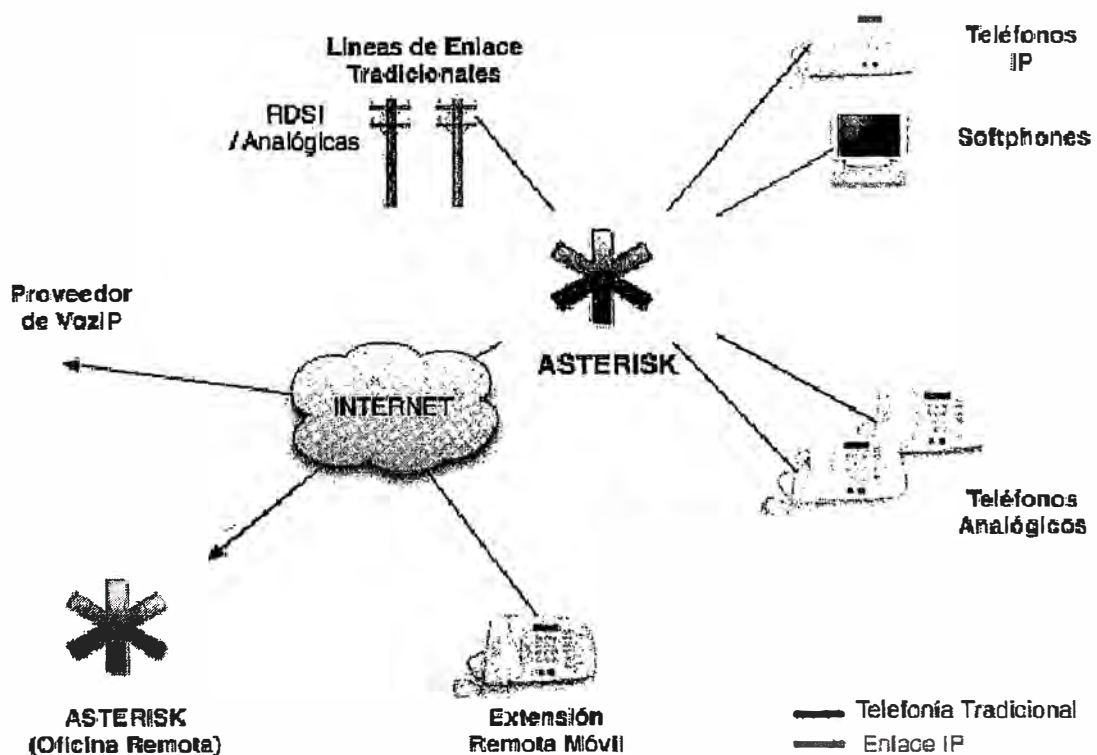 Líneas de Enlace
Tradicionales
RDSI
/Analógicas
Teléfonos
IP
Softphones
Proveedor
de VozIP
ASTERISK
INTERNET
Teléfonos
Analógicos
ASTERISK
(Oficina Remota)
Extensión
Remota Móvil
Telefonía Tradicional
Enlace IP